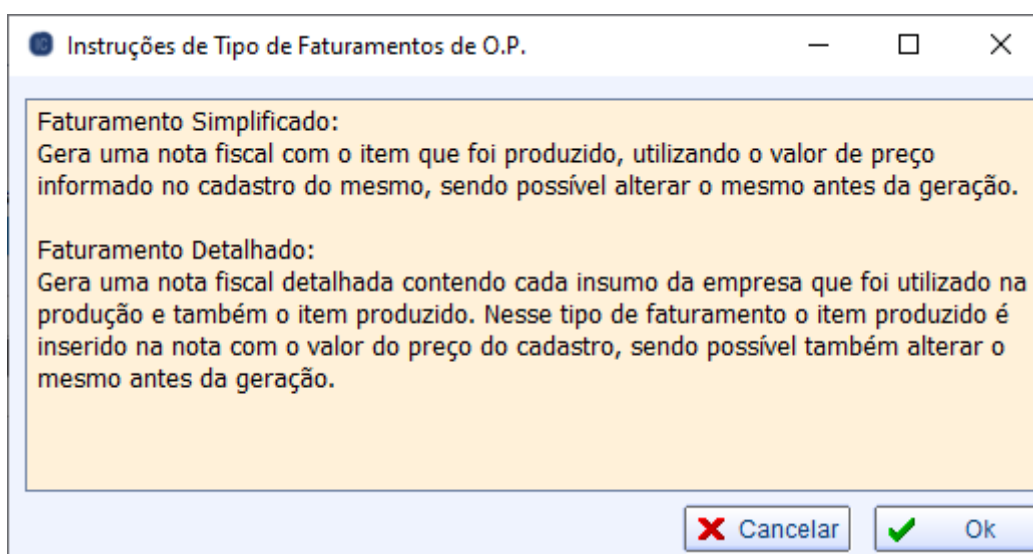 Instruções de Tipo de Faturamentos de O.P.
Faturamento Simplificado:
Gera uma nota fiscal com o item que foi produzido, utilizando o valor de preço
informado no cadastro do mesmo, sendo possível alterar o mesmo antes da geração.
Faturamento Detalhado:
Gera uma nota fiscal detalhada contendo cada insumo da empresa que foi utilizado na
produção e também o item produzido. Nesse tipo de faturamento o item produzido é
inserido na nota com o valor do preço do cadastro, sendo possível também alterar o
mesmo antes da geração.
Cancelar Ok